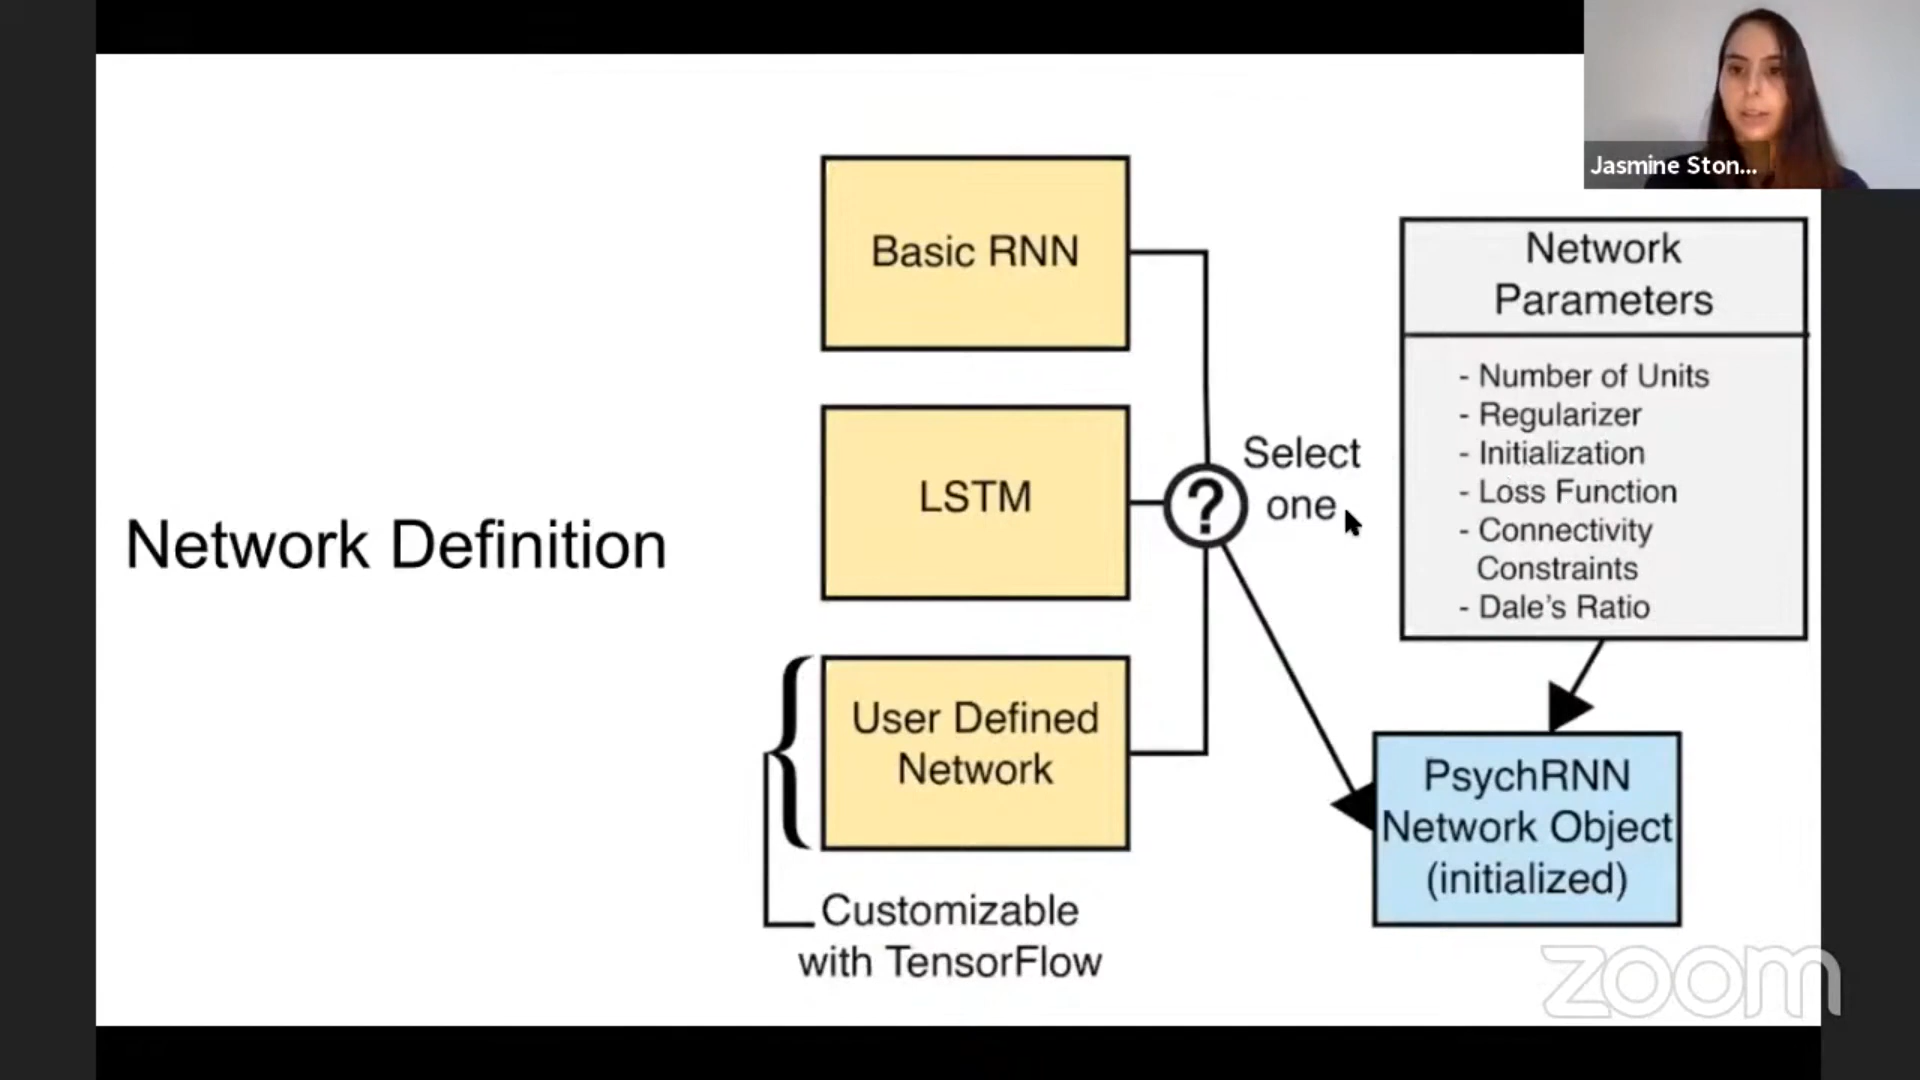 Jasmine Ston...
Network Definition
Basic RNN
LSTM
User Defined
Network
Customizable
with TensorFlow
?
Select
one
Network
Parameters
- Number of Units
- Regularizer
- Initialization
- Loss Function
- Connectivity
Constraints
- Dale's Ratio
PsychRNN
Network Object
(initialized)
zoom